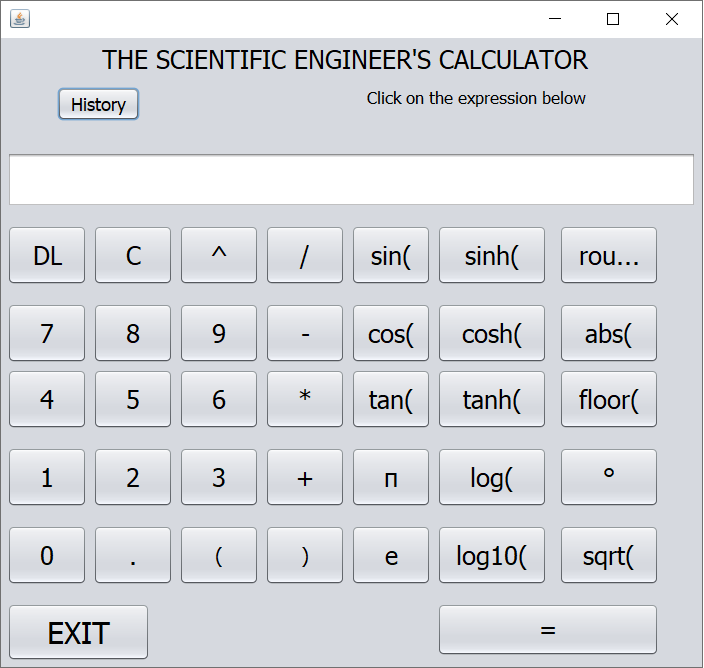 THE SCIENTIFIC ENGINEER'S CALCULATOR
History
Click on the expression below
DL C ^ / sin( sinh( rou...
7 8 9 - cos( cosh( abs(
4 5 6 * tan( tanh( floor(
1 2 3 + п log( °
0 . ( ) e log10( sqrt(
EXIT =